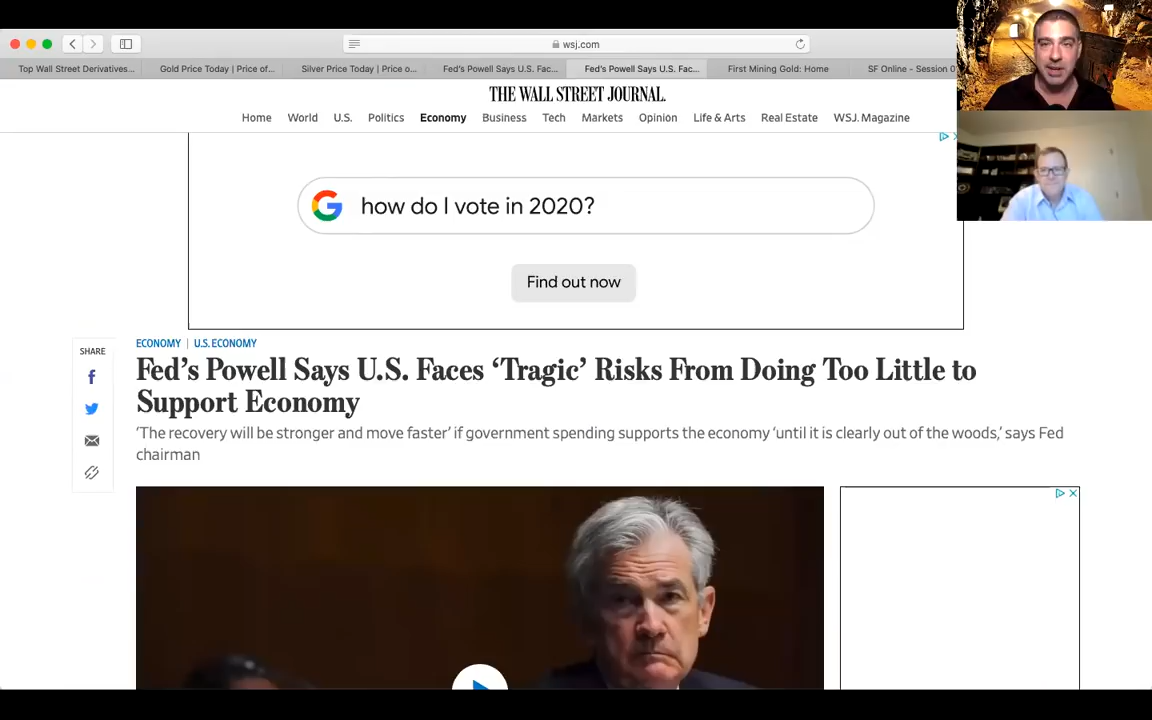 wsj.com
Top Wall Street Derivatives...
Gold Price Today | Price of...
Silver Price Today | Price o...
Fed's Powell Says U.S. Fac...
Fed's Powell Says U.S. Fac...
First Mining Gold: Home
SF Online - Session 0
THE WALL STREET JOURNAL.
Home World U.S. Politics Economy Business Tech Markets Opinion Life & Arts Real Estate WSJ. Magazine
how do I vote in 2020?
Find out now
SHARE
ECONOMY | U.S. ECONOMY
Fed's Powell Says U.S. Faces ‘Tragic’ Risks From Doing Too Little to
Support Economy
‘The recovery will be stronger and move faster’ if government spending supports the economy ‘until it is clearly out of the woods,’ says Fed
chairman